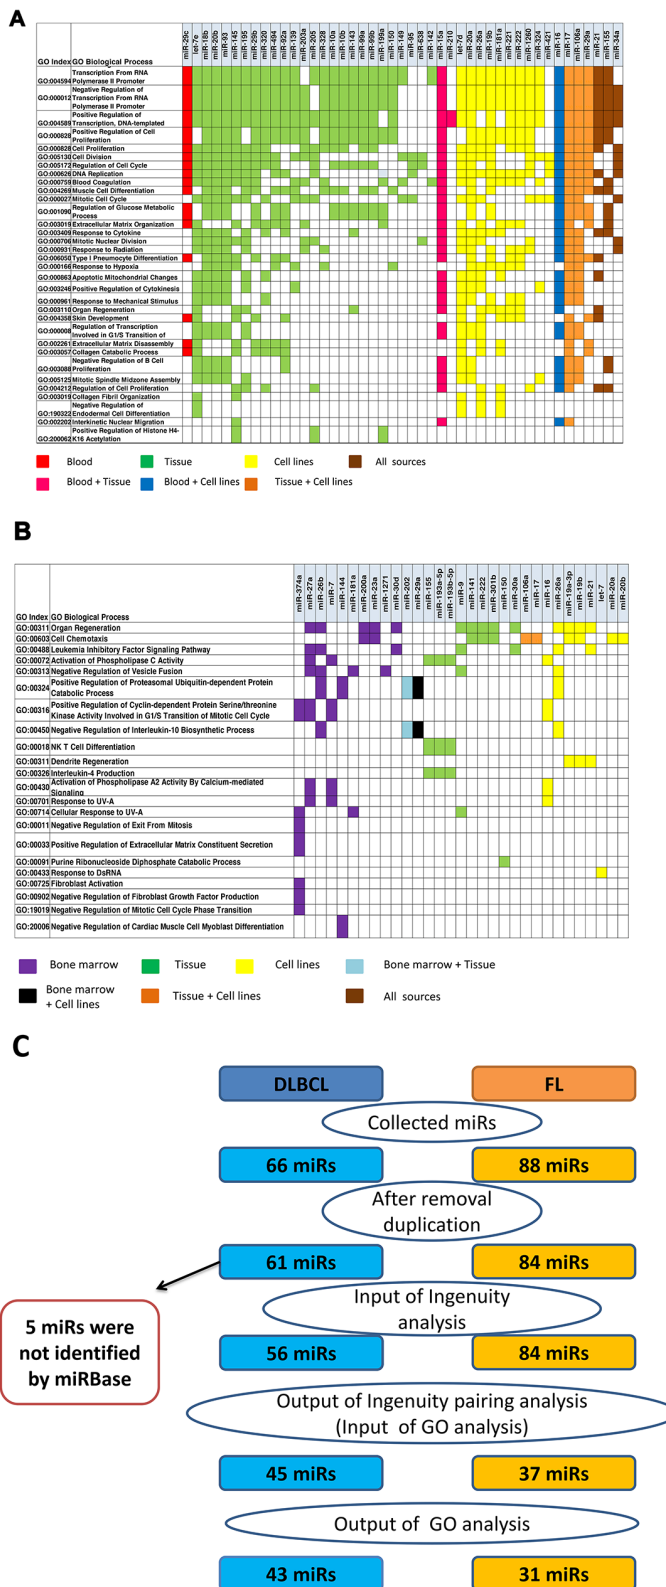 A
GO Index GO Biological Process miR-29c let-7e miR-18b miR-20b miR-93 miR-145 miR-195 miR-29b miR-320 miR-494 miR-92a miR-139 miR-203a miR-205 miR-328 miR-10a miR-10b miR-143 miR-99a miR-99b miR-199a miR-150 miR-149 miR-95 miR-638 miR-142 miR-15a miR-210 let-7d miR-20a miR-26a miR-19b miR-181a miR-221 miR-222 miR-1260 miR-324 miR-421 miR-16 miR-17 miR-106a miR-29a miR-21 miR-155 miR-34a
Transcription From RNA
GO:004594 Polymerase II Promoter
Negative Regulation of
GO:000012 Transcription From RNA
Polymerase II Promoter
Positive Regulation of
GO:004589 Transcription, DNA-templated
Positive Regulation of Cell
GO:000828 Proliferation
GO:000828 Cell Proliferation
GO:005130 Cell Division
GO:005172 Regulation of Cell Cycle
GO:000626 DNA Replication
GO:000759 Blood Coagulation
GO:004269 Muscle Cell Differentiation
GO:000027 Mitotic Cell Cycle
Regulation of Glucose Metabolic
GO:001090 Process
GO:003019 Extracellular Matrix Organization
GO:003409 Response to Cytokine
GO:000706 Mitotic Nuclear Division
GO:000931 Response to Radiation
GO:006050 Type I Pneumocyte Differentiation
GO:000166 Response to Hypoxia
GO:000863 Apoptotic Mitochondrial Changes
GO:003246 Positive Regulation of Cytokinesis
GO:000961 Response to Mechanical Stimulus
GO:003110 Organ Regeneration
GO:004358 Skin Development
Regulation of Transcription
GO:000008 Involved in G1/S Transition of
GO:002261 Extracellular Matrix Disassembly
GO:003057 Collagen Catabolic Process
Negative Regulation of B Cell
GO:003088 Proliferation
GO:005125 Mitotic Spindle Midzone Assembly
GO:004212 Regulation of Cell Proliferation
GO:003019 Collagen Fibril Organization
Negative Regulation of
GO:190322 Endodermal Cell Differentiation
GO:002202 Interkinetic Nuclear Migration
Positive Regulation of Histone H4-
GO:200062 K16 Acetylation
Blood Tissue Cell lines All sources
Blood + Tissue Blood + Cell lines Tissue + Cell lines
B
GO Index GO Biological Process miR-374a miR-27a miR-26b miR-7 miR-144 miR-181a miR-200a miR-23a miR-1271 miR-30d miR-202 miR-29a miR-155 miR-193a-5p miR-193b-5p miR-9 miR-141 miR-222 miR-301b miR-150 miR-30a miR-106a miR-17 miR-16 miR-26a miR-19a-3p miR-19b miR-21 let-7 miR-20a miR-20b
GO:00311 Organ Regeneration
GO:00603 Cell Chemotaxis
GO:00488 Leukemia Inhibitory Factor Signaling Pathway
GO:00072 Activation of Phospholipase C Activity
GO:00313 Negative Regulation of Vesicle Fusion
Positive Regulation of Proteasomal Ubiquitin-dependent Protein
GO:00324 Catabolic Process
Positive Regulation of Cyclin-dependent Protein Serine/threonine
GO:00316 Kinase Activity Involved in G1/S Transition of Mitotic Cell Cycle
GO:00450 Negative Regulation of Interleukin-10 Biosynthetic Process
GO:00018 NK T Cell Differentiation
GO:00311 Dendrite Regeneration
GO:00326 Interleukin-4 Production
Activation of Phospholipase A2 Activity By Calcium-mediated
GO:00430 Signaling
GO:00701 Response to UV-A
GO:00714 Cellular Response to UV-A
GO:00011 Negative Regulation of Exit From Mitosis
GO:00033 Positive Regulation of Extracellular Matrix Constituent Secretion
GO:00091 Purine Ribonucleoside Diphosphate Catabolic Process
GO:00433 Response to DsRNA
GO:00725 Fibroblast Activation
GO:00902 Negative Regulation of Fibroblast Growth Factor Production
GO:19019 Negative Regulation of Mitotic Cell Cycle Phase Transition
GO:20006 Negative Regulation of Cardiac Muscle Cell Myoblast Differentiation
Bone marrow Tissue Cell lines Bone marrow + Tissue
Bone marrow
+ Cell lines
Tissue + Cell lines All sources
C
DLBCL FL
Collected miRs
66 miRs 88 miRs
After removal
duplication
61 miRs 84 miRs
5 miRs were
not identified
by miRBase
Input of Ingenuity
analysis
56 miRs 84 miRs
Output of Ingenuity pairing analysis
(Input of GO analysis)
45 miRs 37 miRs
Output of GO analysis
43 miRs 31 miRs